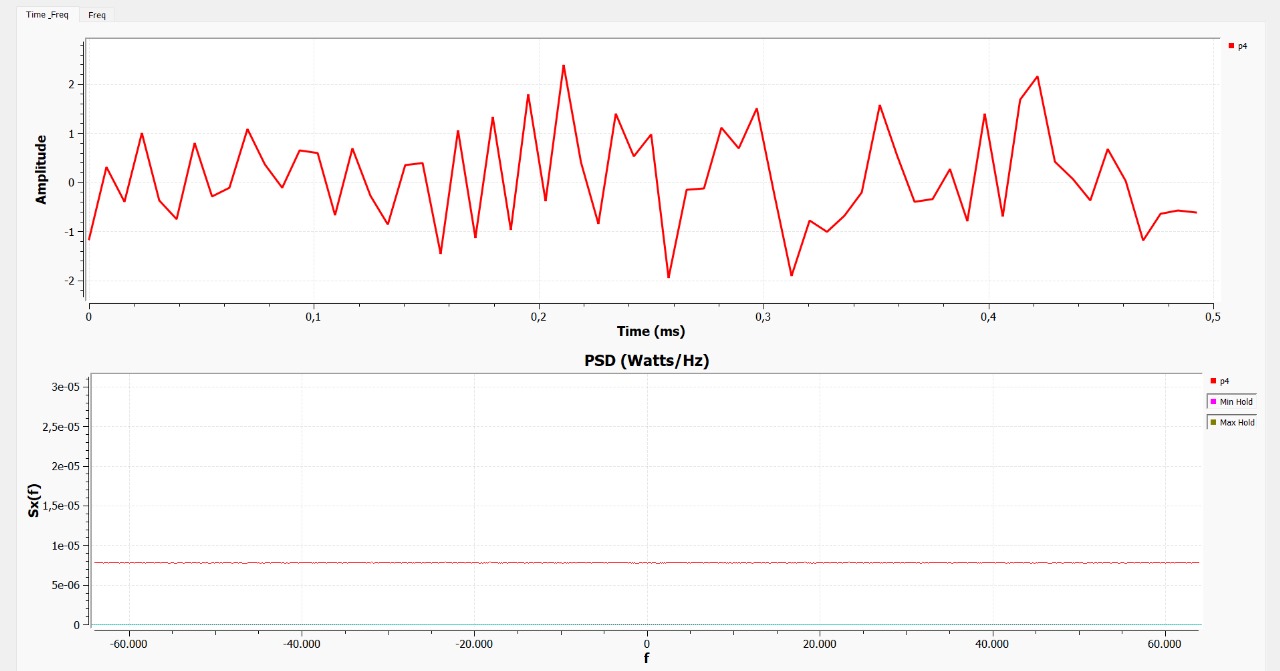 Time _Freq
Freq
p4
2
1
0
-1
-2
Amplitude
0
0,1
0,2
0,3
0,4
0,5
Time (ms)
PSD (Watts/Hz)
p4
Min Hold
Max Hold
3e-05
2,5e-05
2e-05
1,5e-05
1e-05
5e-06
0
Sx(f)
-60.000
-40.000
-20.000
0
20.000
40.000
60.000
f